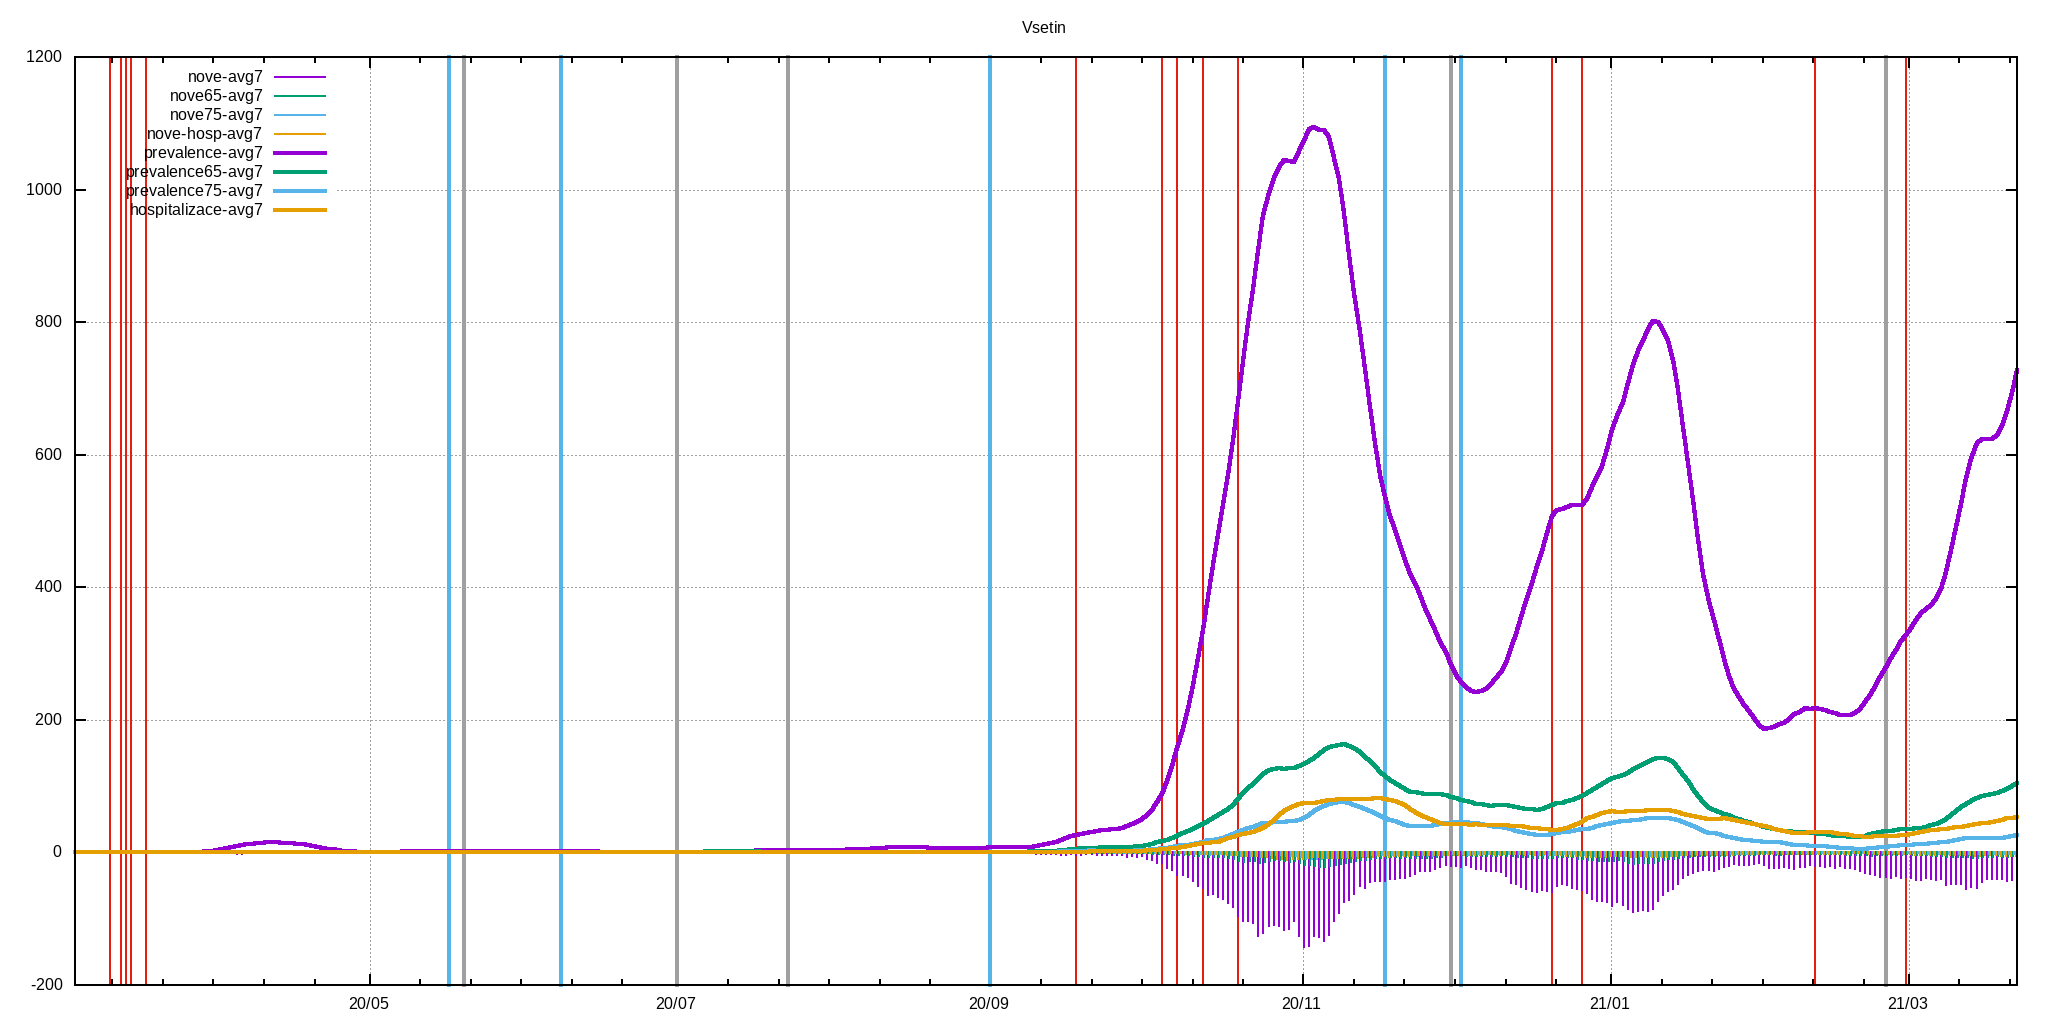 Vsetin
1200
1000
800
600
400
200
0
-200
nove-avg7
nove65-avg7
nove75-avg7
nove-hosp-avg7
prevalence-avg7
prevalence65-avg7
prevalence75-avg7
hospitalizace-avg7
20/05
20/07
20/09
20/11
21/01
21/03